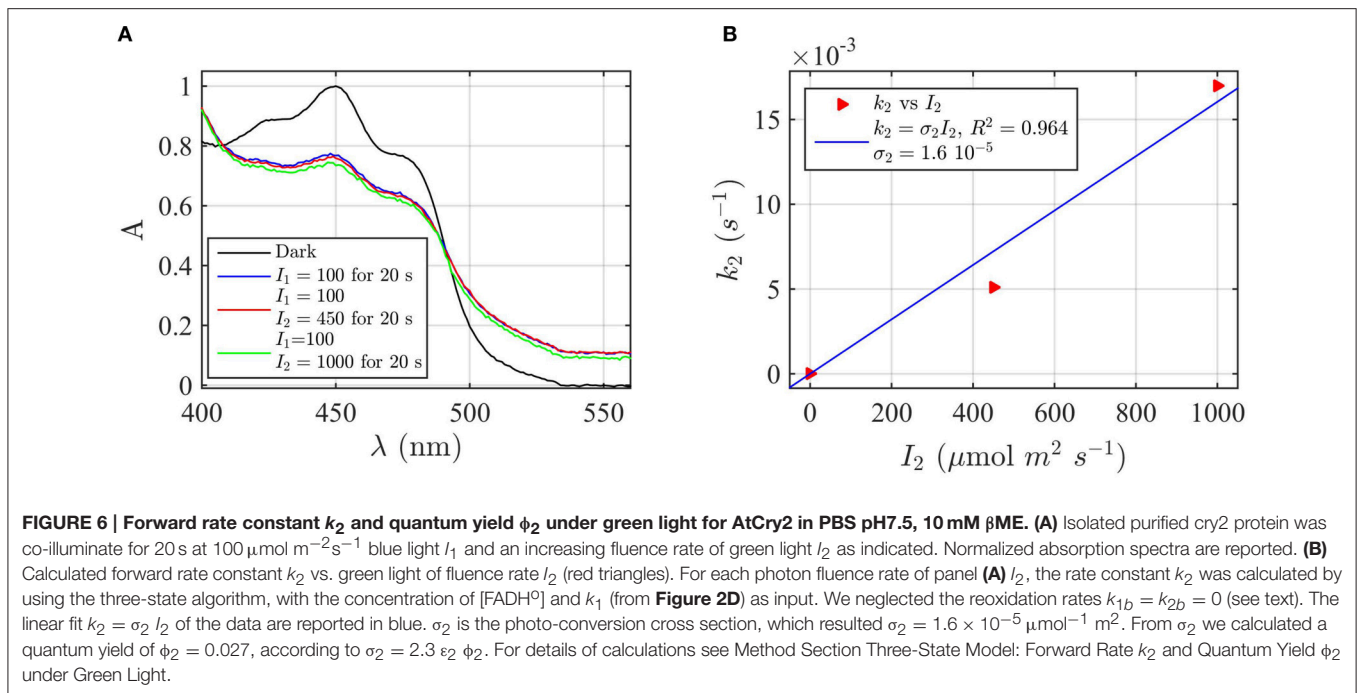 A
1
0.8
0.6
0.4
0.2
0
A
Dark
I₁ = 100 for 20 s
I₁ = 100
I₂ = 450 for 20 s
I₁=100
I₂ = 1000 for 20 s
400 450 500 550
λ (nm)
B
×10⁻³
15
10
5
0
k₂ (s⁻¹)
k₂ vs I₂
k₂ = σ₂I₂, R² = 0.964
σ₂ = 1.6 10⁻⁵
0 200 400 600 800 1000
I₂ (μmol m² s⁻¹)
FIGURE 6 | Forward rate constant k₂ and quantum yield ϕ₂ under green light for AtCry2 in PBS pH7.5, 10 mM βME. (A) Isolated purified cry2 protein was
co-illuminate for 20 s at 100 μmol m⁻²s⁻¹ blue light I₁ and an increasing fluence rate of green light I₂ as indicated. Normalized absorption spectra are reported. (B)
Calculated forward rate constant k₂ vs. green light of fluence rate I₂ (red triangles). For each photon fluence rate of panel (A) I₂, the rate constant k₂ was calculated by
using the three-state algorithm, with the concentration of [FADH°] and k₁ (from Figure 2D) as input. We neglected the reoxidation rates k₁b = k₂b = 0 (see text). The
linear fit k₂ = σ₂ I₂ of the data are reported in blue. σ₂ is the photo-conversion cross section, which resulted σ₂ = 1.6 × 10⁻⁵ μmol⁻¹ m². From σ₂ we calculated a
quantum yield of ϕ₂ = 0.027, according to σ₂ = 2.3 ε₂ ϕ₂. For details of calculations see Method Section Three-State Model: Forward Rate k₂ and Quantum Yield ϕ₂
under Green Light.